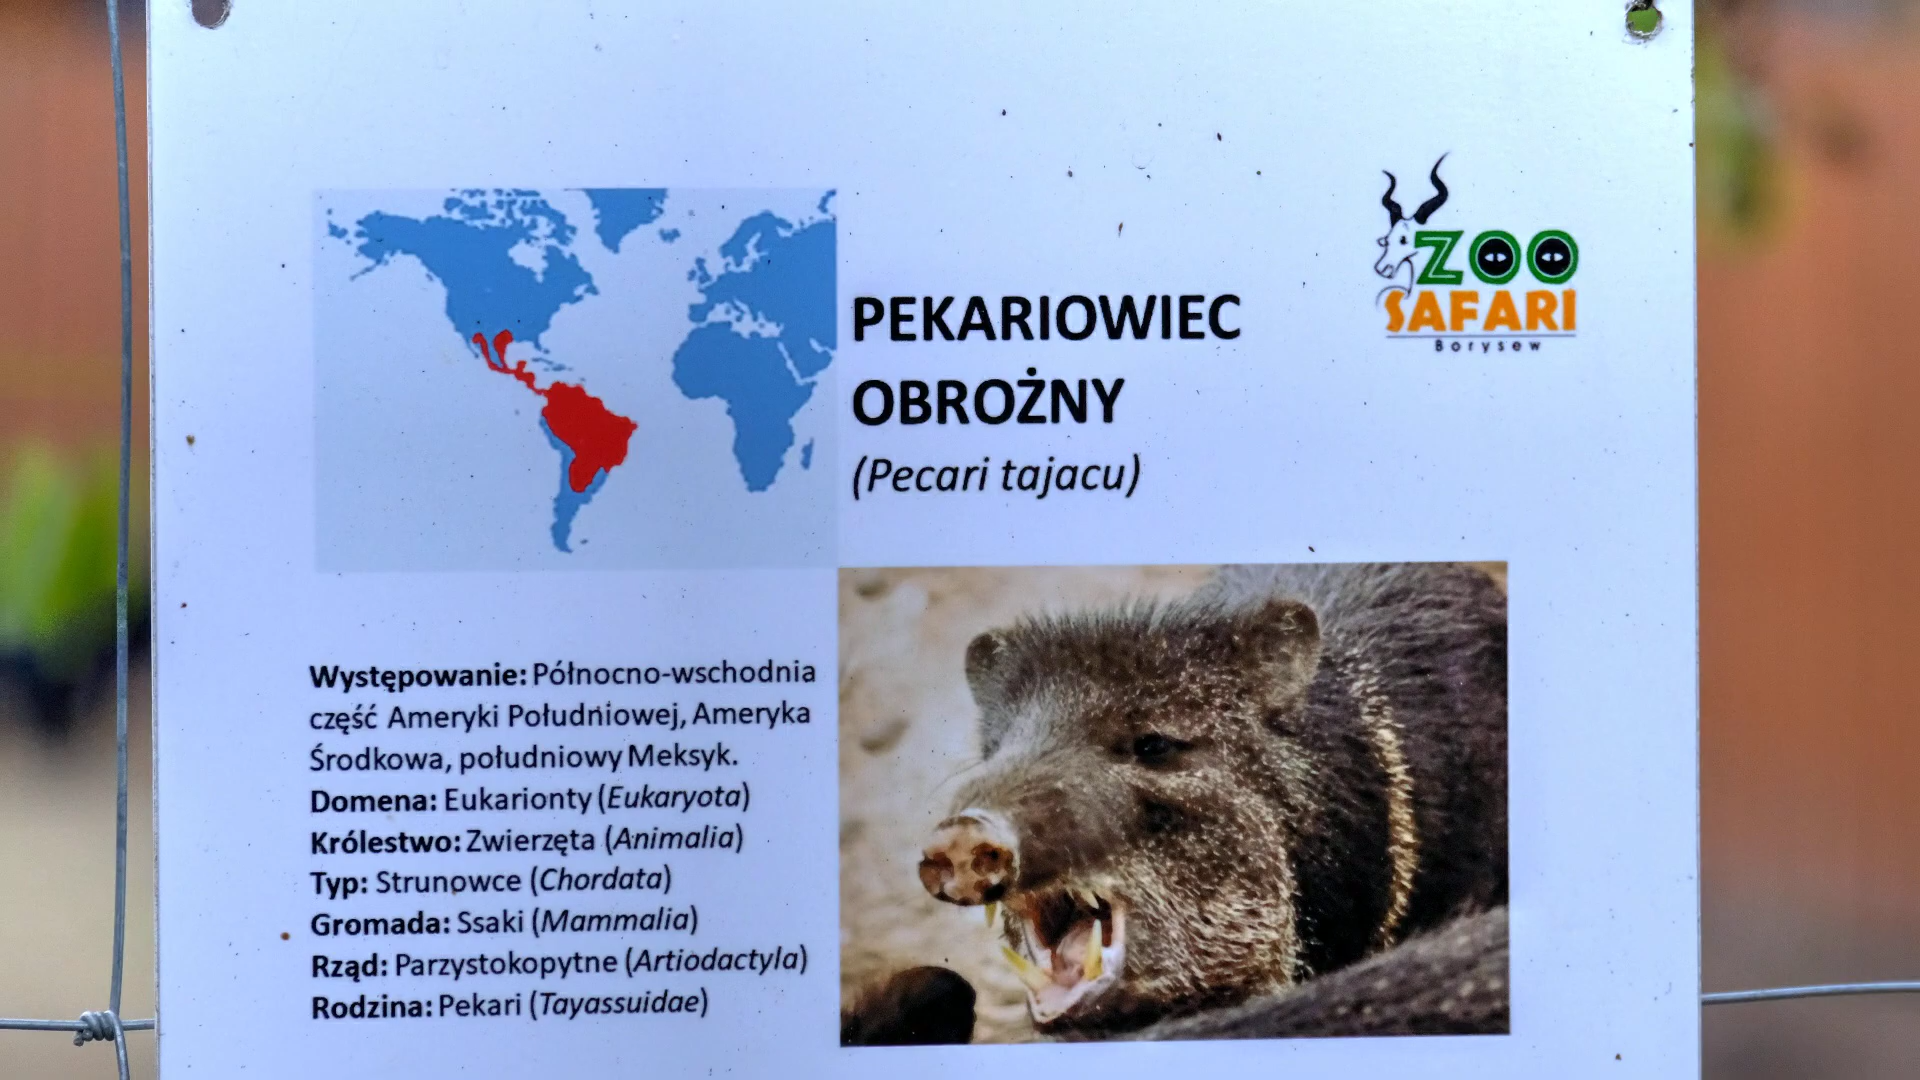 ZOO
SAFARI
Borysew
PEKARIOWIEC
OBROŻNY
(Pecari tajacu)
Występowanie: Północno-wschodnia
część Ameryki Południowej, Ameryka
Środkowa, południowy Meksyk.
Domena: Eukarionty (Eukaryota)
Królestwo: Zwierzęta (Animalia)
Typ: Strunowce (Chordata)
Gromada: Ssaki (Mammalia)
Rząd: Parzystokopytne (Artiodactyla)
Rodzina: Pekari (Tayassuidae)